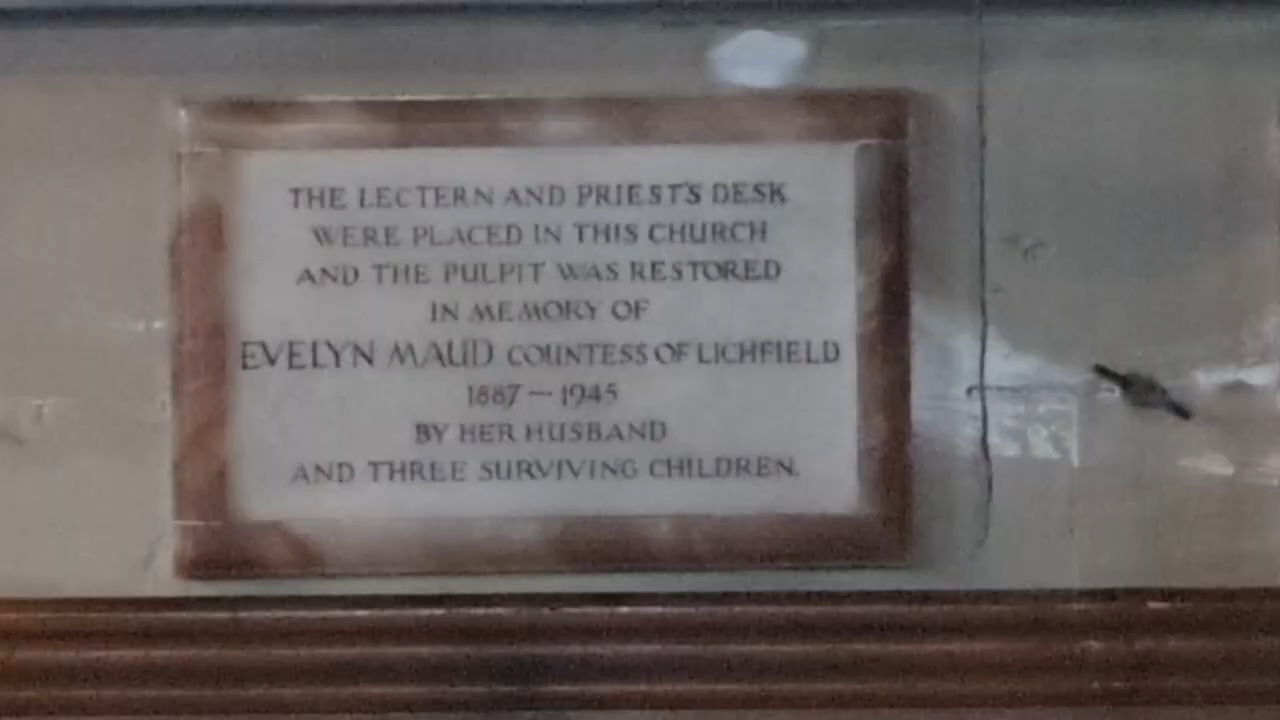 THE LECTERN AND PRIEST'S DESK
WERE PLACED IN THIS CHURCH
AND THE PULPIT WAS RESTORED
IN MEMORY OF
EVELYN MAUD COUNTESS OF LICHFIELD
1887 — 1945
BY HER HUSBAND
AND THREE SURVIVING CHILDREN.